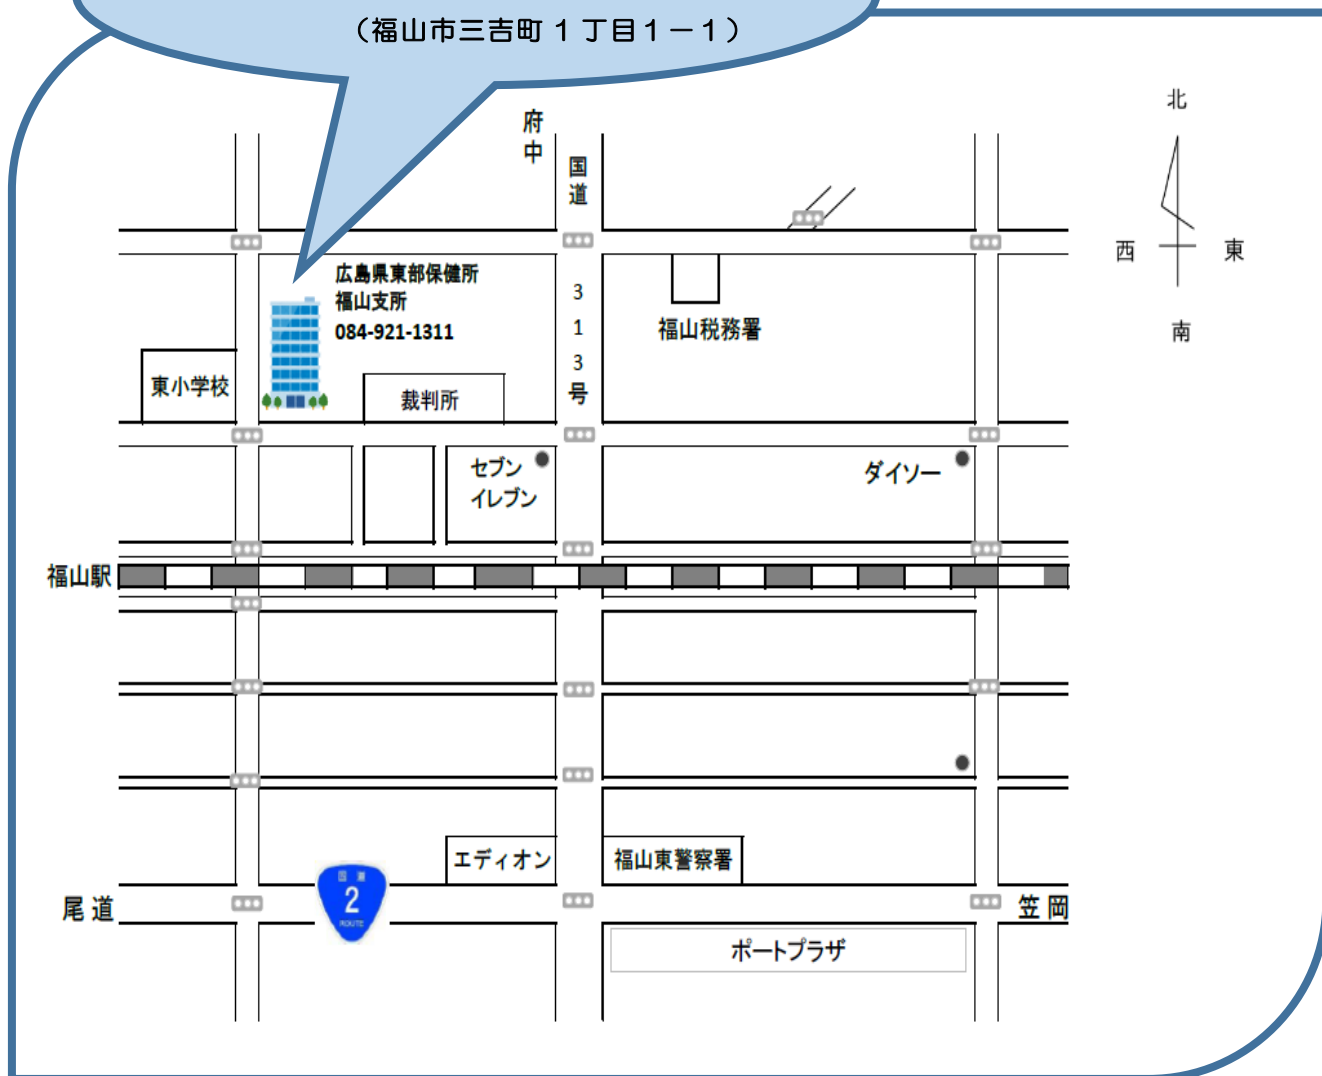 （福山市三吉町１丁目１－１）
北
西
東
南
府中
国道
313号
広島県東部保健所
福山支所
084-921-1311
福山税務署
東小学校
裁判所
セブン
イレブン
ダイソー
福山駅
エディオン
福山東警察署
国道
2
ROUTE
尾道
笠岡
ポートプラザ